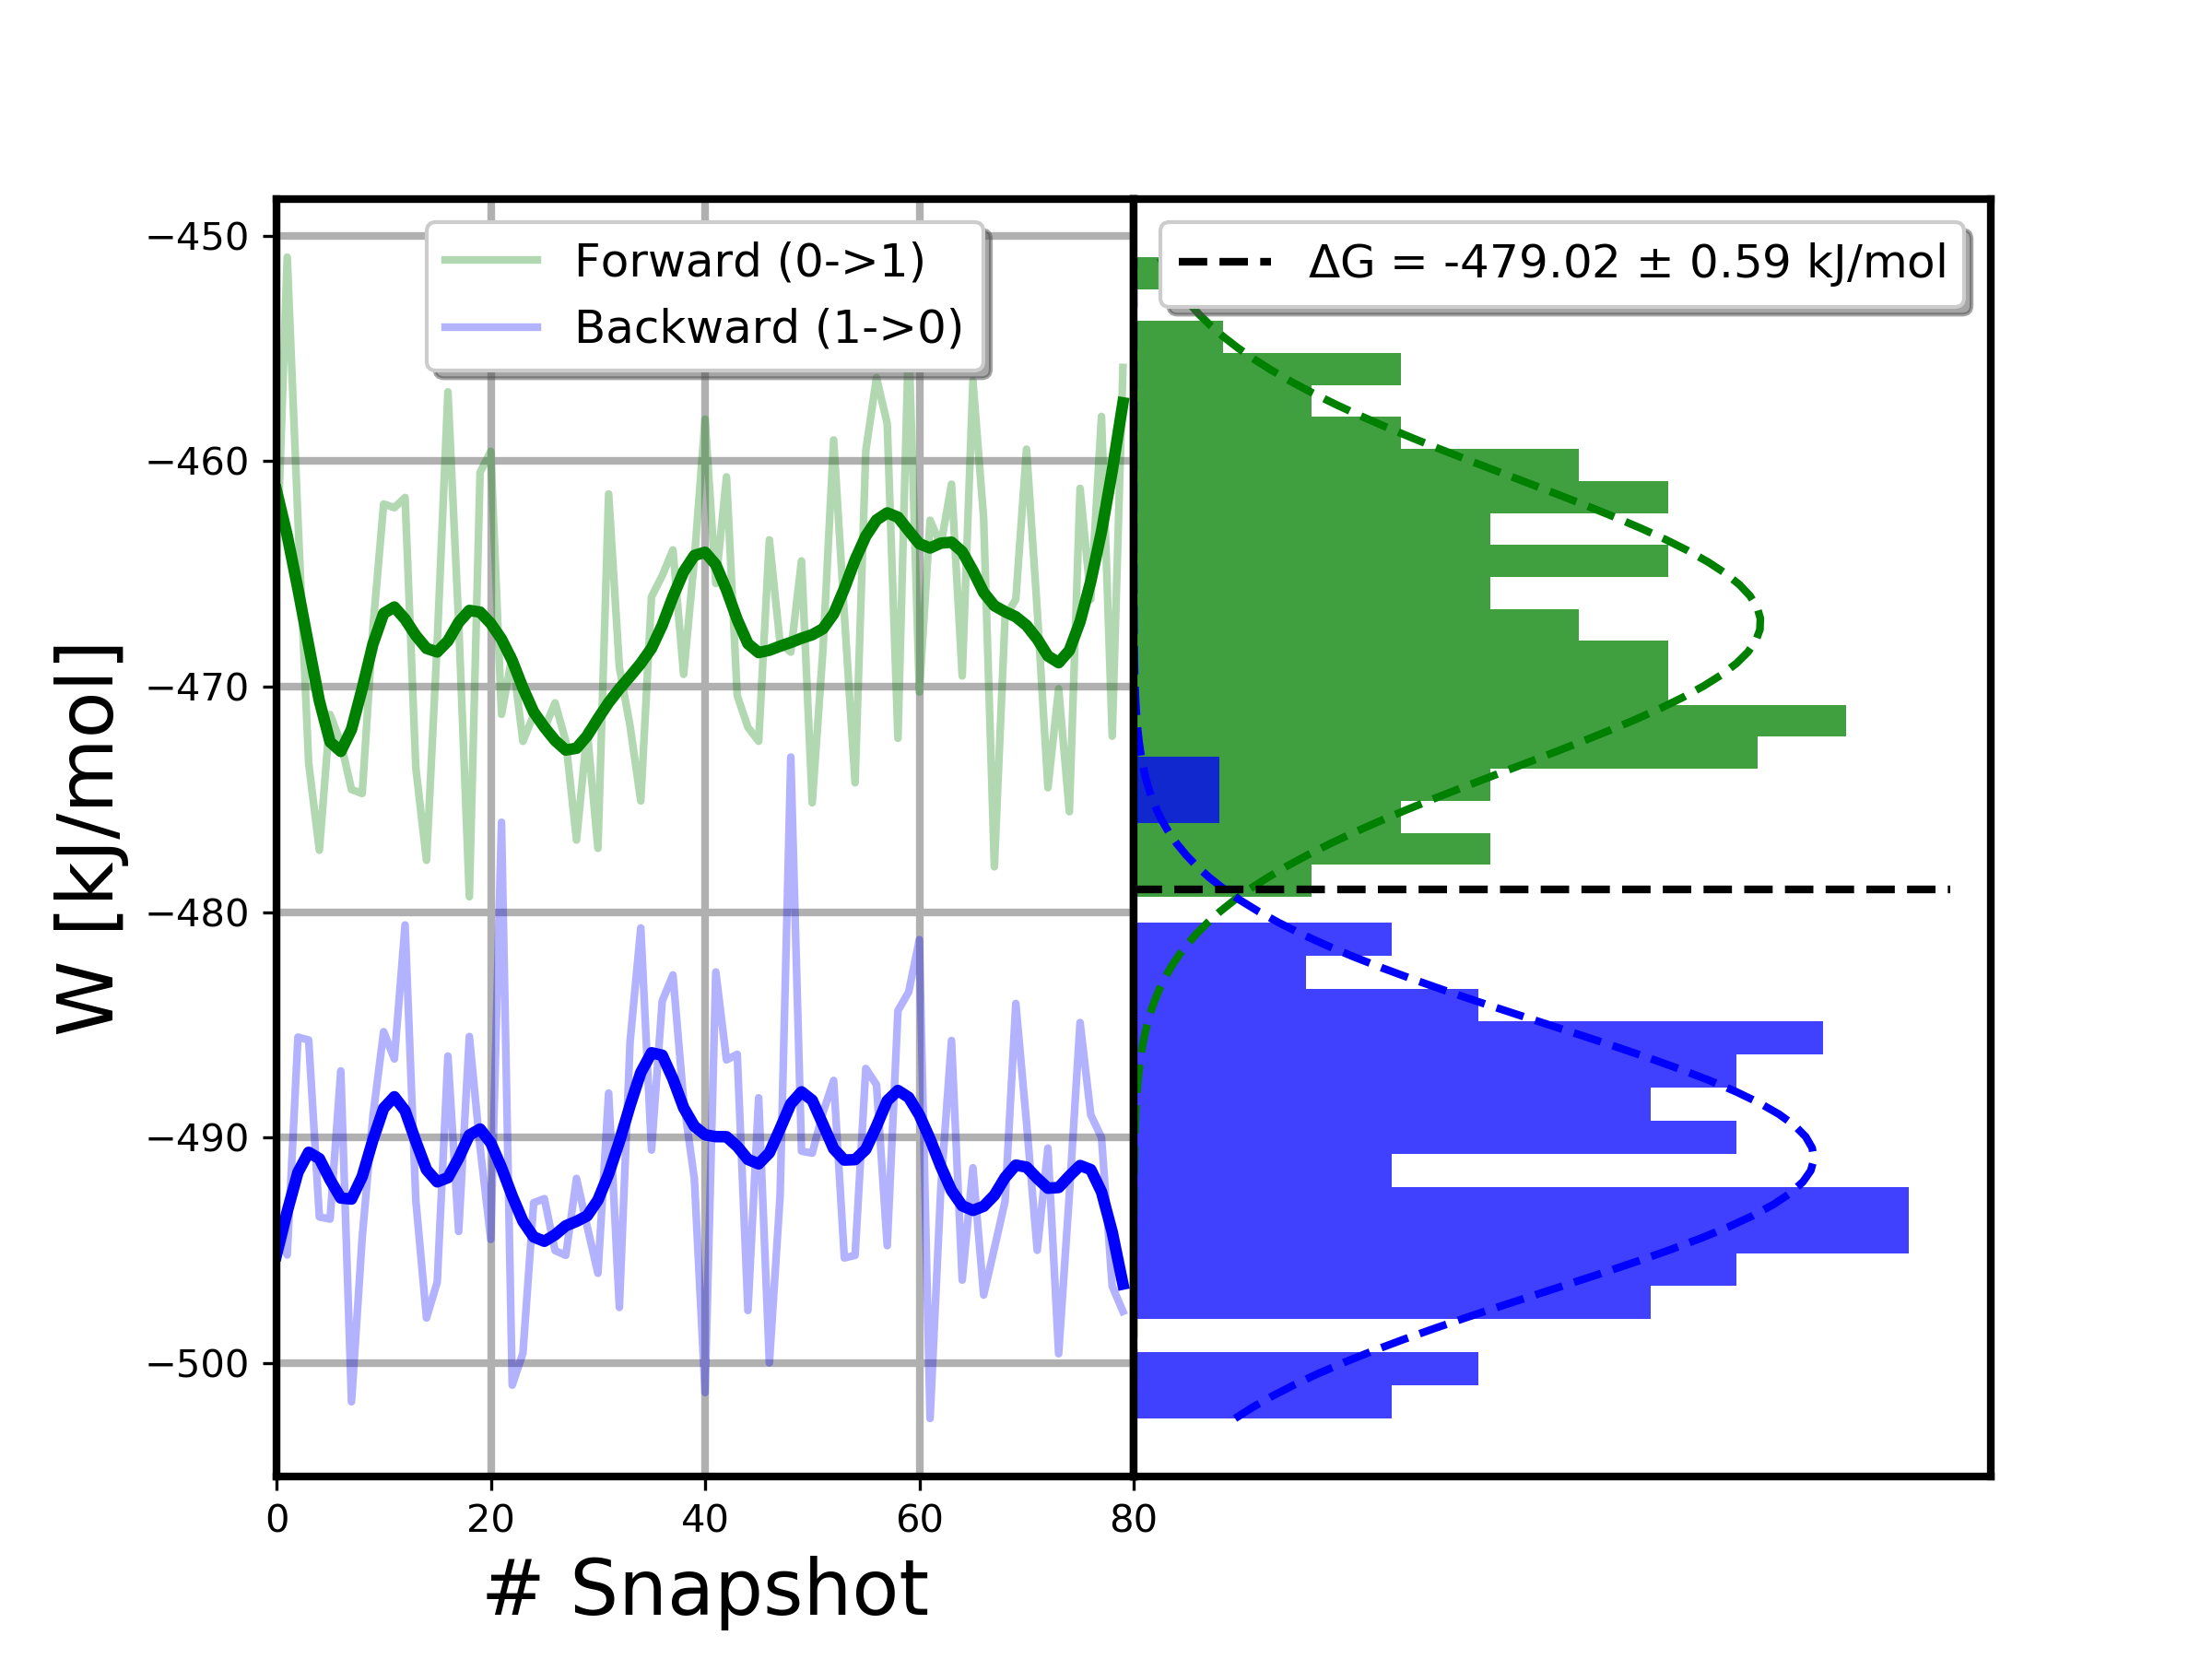 Forward (0->1)
Backward (1->0)
ΔG = -479.02 ± 0.59 kJ/mol
W [kJ/mol]
−450
−460
−470
−480
−490
−500
0 20 40 60 80
# Snapshot